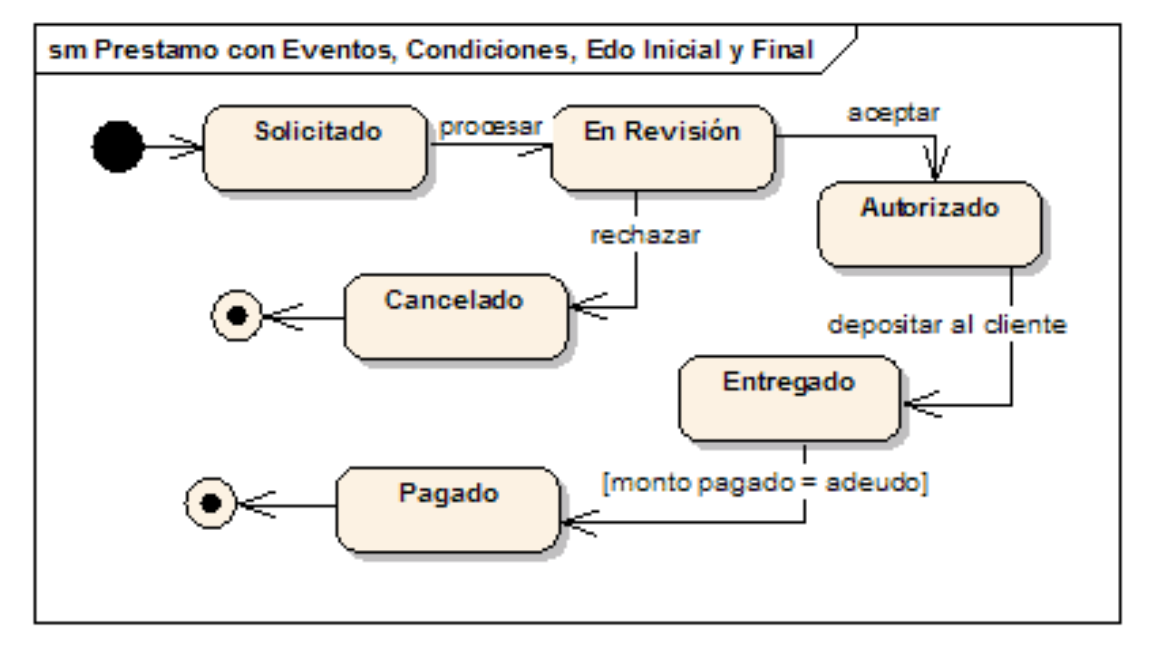 sm Prestamo con Eventos, Condiciones, Edo Inicial y Final
Solicitado
procesar
En Revisión
aceptar
Autorizado
rechazar
Cancelado
depositar al cliente
Entregado
[monto pagado = adeudo]
Pagado